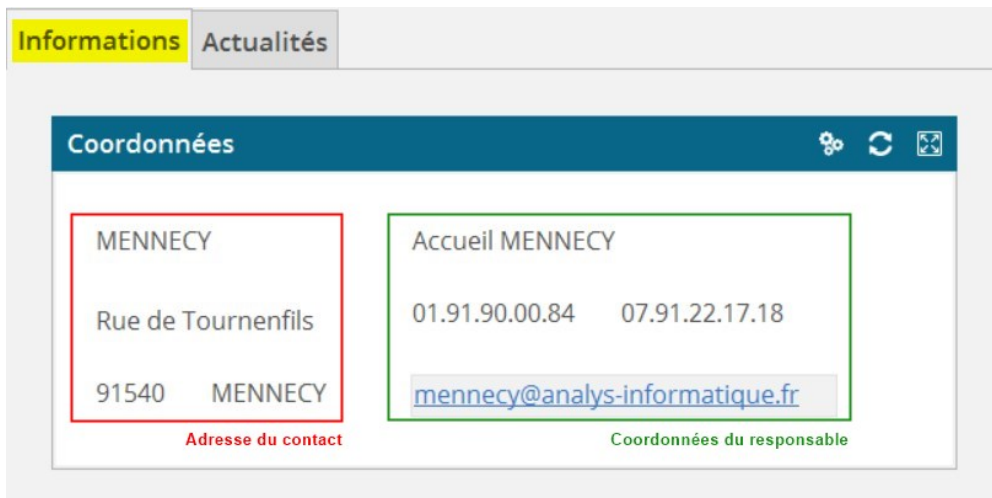 Informations Actualités
Coordonnées
MENNECY
Rue de Tournenfils
91540 MENNECY
Adresse du contact
Accueil MENNECY
01.91.90.00.84 07.91.22.17.18
mennecy@analys-informatique.fr
Coordonnées du responsable